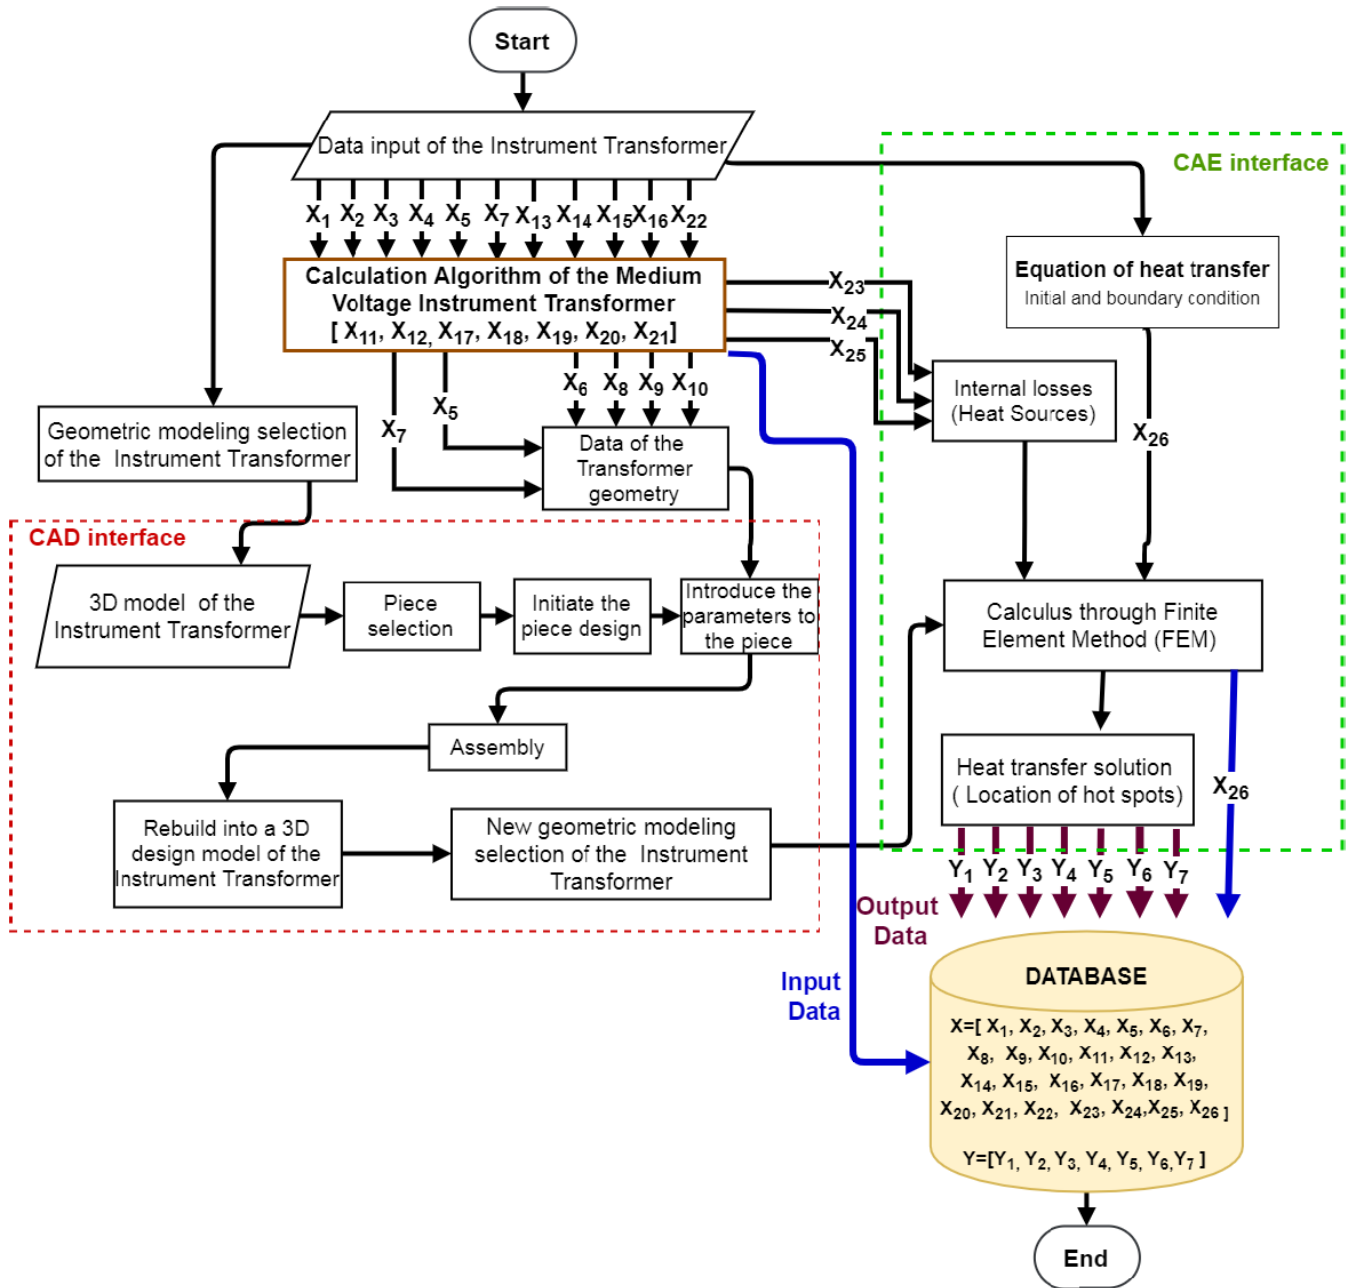 Start
Data input of the Instrument Transformer
CAE interface
X1 X2 X3 X4 X5 X7 X13 X14 X15 X16 X22
Equation of heat transfer
Initial and boundary condition
Calculation Algorithm of the Medium
Voltage Instrument Transformer
[ X11, X12, X17, X18, X19, X20, X21]
X23
X24
X25
X6 X8 X9 X10
X5
X7
Internal losses
(Heat Sources)
X26
Geometric modeling selection
of the Instrument Transformer
Data of the
Transformer
geometry
CAD interface
3D model of the
Instrument Transformer
Piece
selection
Initiate the
piece design
Introduce the
parameters to
the piece
Calculus through Finite
Element Method (FEM)
Assembly
Heat transfer solution
( Location of hot spots)
X26
Rebuild into a 3D
design model of the
Instrument Transformer
New geometric modeling
selection of the Instrument
Transformer
Y1 Y2 Y3 Y4 Y5 Y6 Y7
Output
Data
Input
Data
DATABASE
X=[ X1, X2, X3, X4, X5, X6, X7,
X8, X9, X10, X11, X12, X13,
X14, X15, X16, X17, X18, X19,
X20, X21, X22, X23, X24,X25, X26 ]
Y=[Y1, Y2, Y3, Y4, Y5, Y6,Y7 ]
End